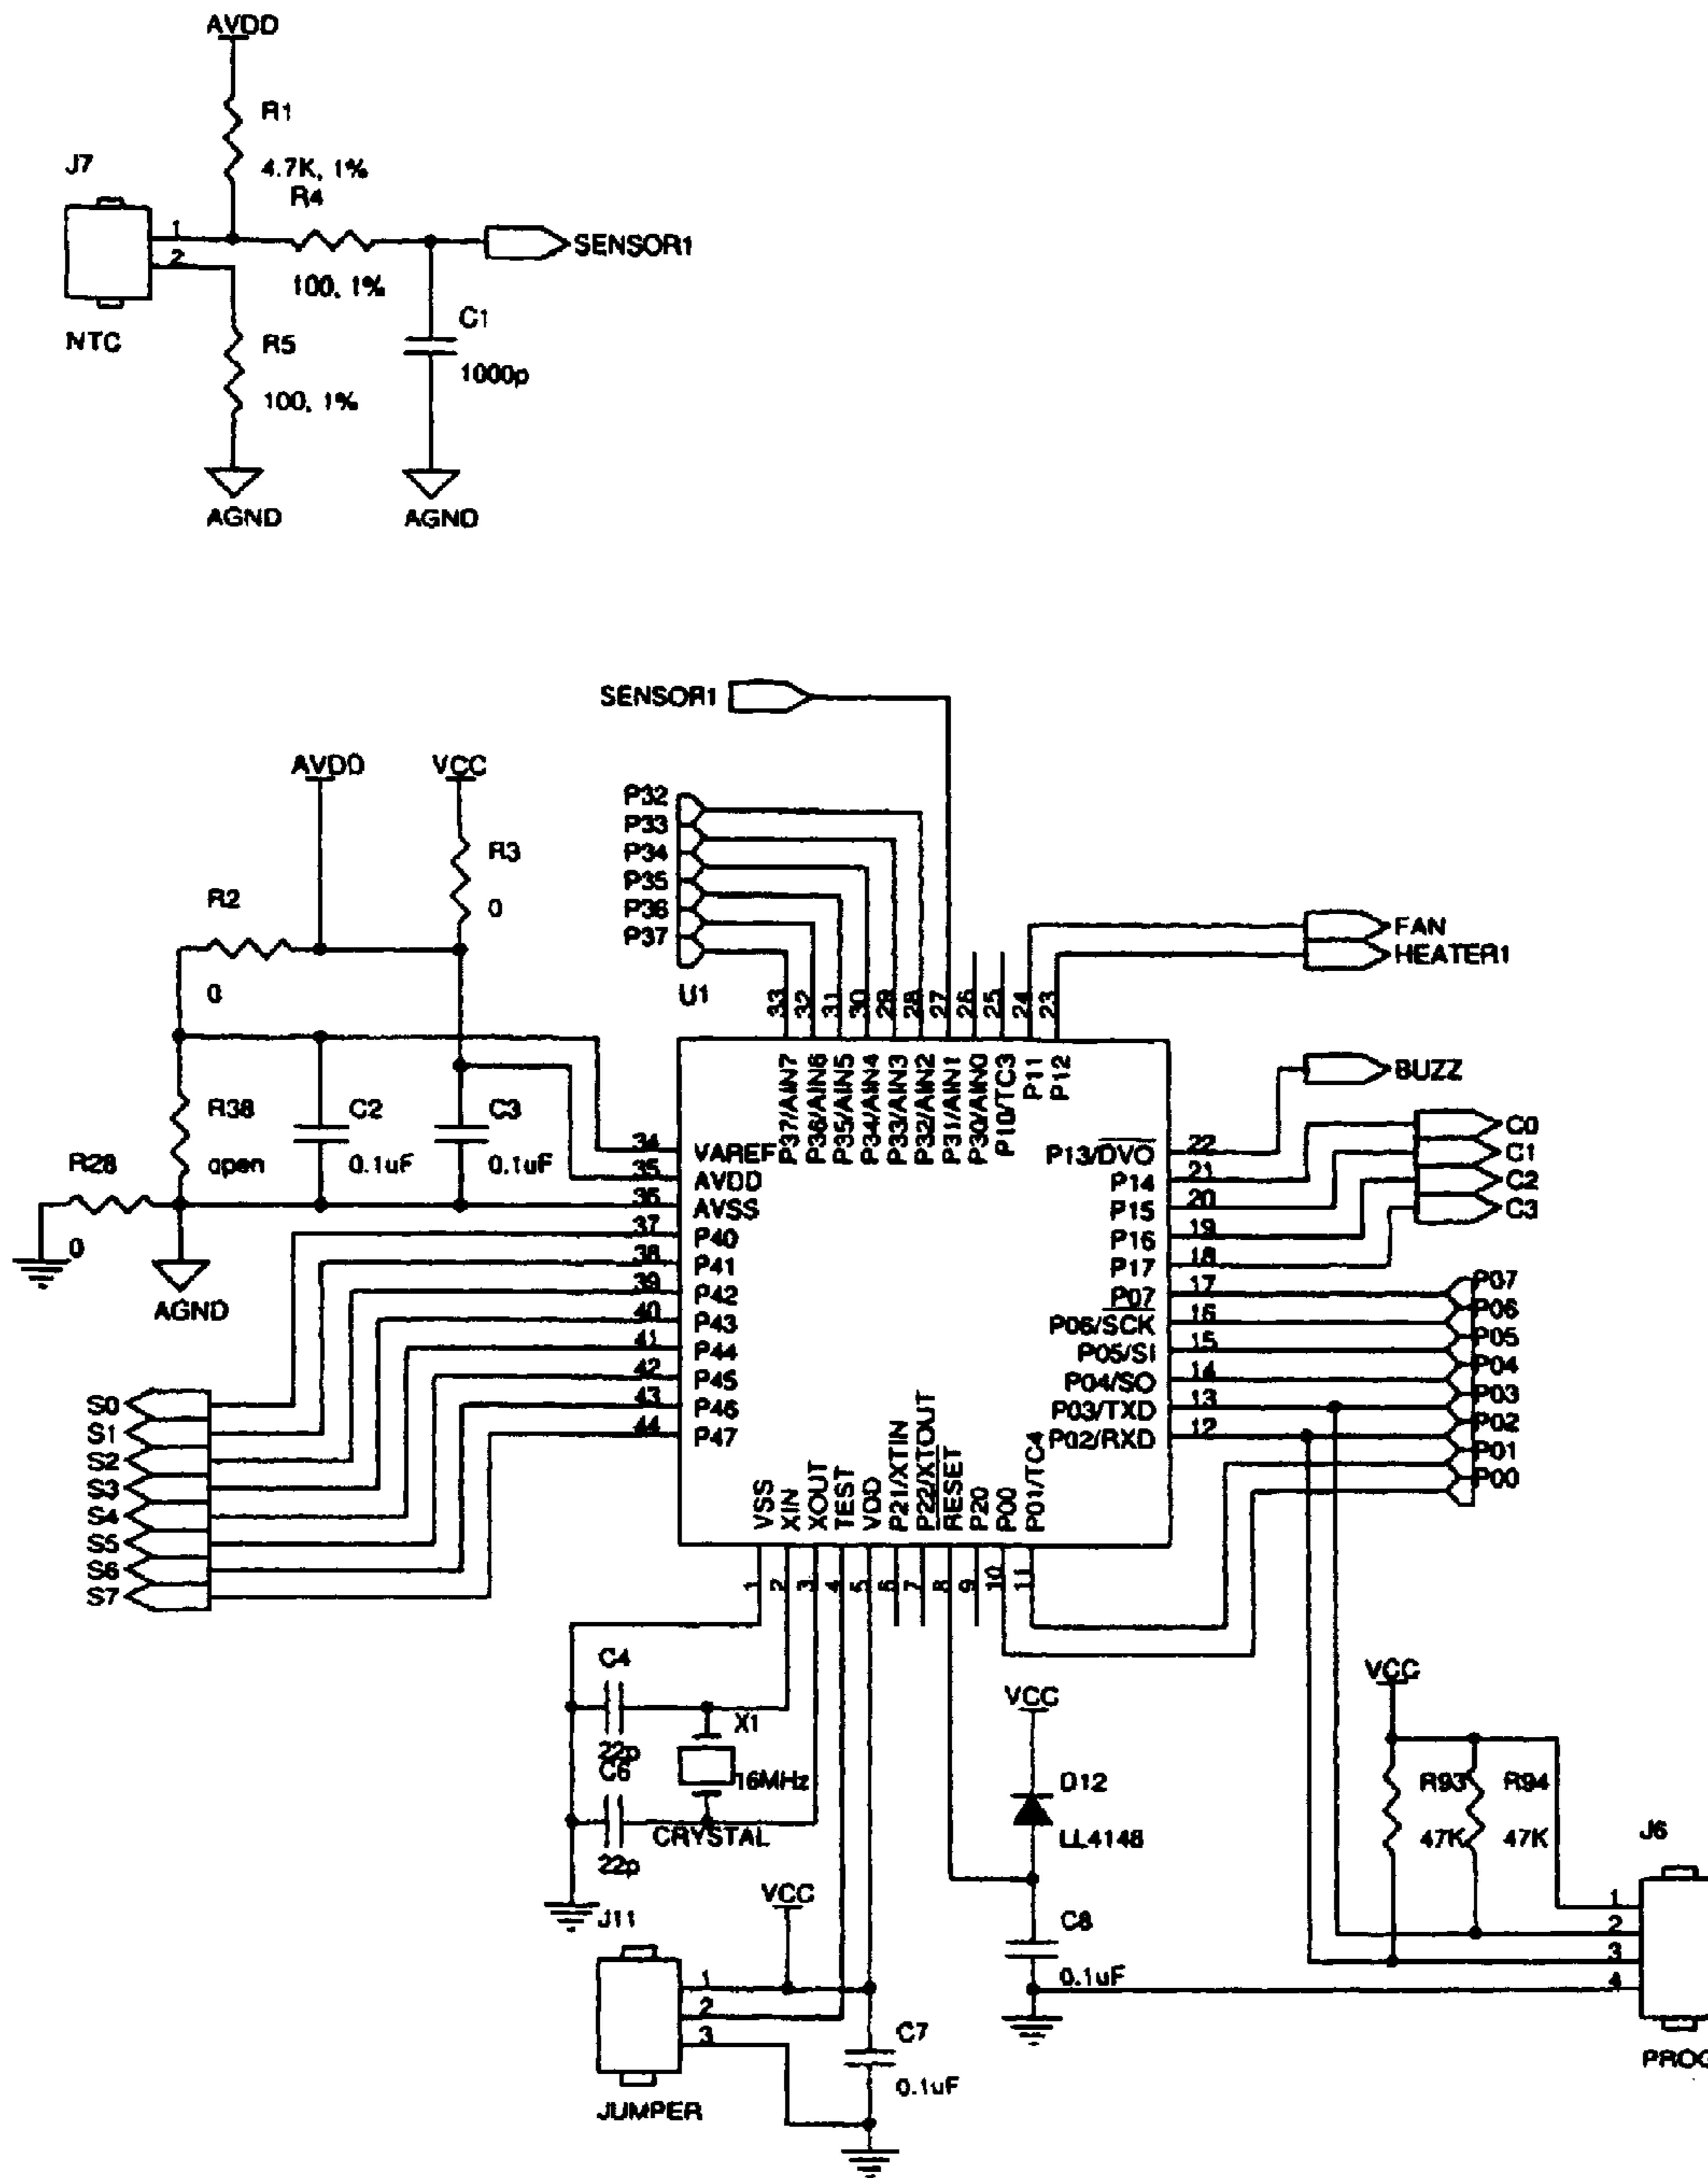 AVDD
R1
4.7K, 1%
J7
R4
1
2
SENSOR1
100, 1%
NTC
R5
100, 1%
C1
1000p
AGND
AGND
SENSOR1
AVDD
VCC
P32
P33
P34
P35
P36
P37
R3
0
R2
0
FAN
HEATER1
U1
33
32
31
30
29
28
27
26
25
24
23
P37/AIN7
P36/AIN6
P35/AIN5
P34/AIN4
P33/AIN3
P32/AIN2
P31/AIN1
P30/AIN0
P10/TC3
P11
P12
BUZZ
R38
open
C2
0.1uF
C3
0.1uF
R28
0
AGND
34 VAREF
35 AVDD
36 AVSS
37 P40
38 P41
39 P42
40 P43
41 P44
42 P45
43 P46
44 P47
P13/DVO 22
P14 21
P15 20
P16 19
P17 18
P07 17
P06/SCK 16
P05/SI 15
P04/SO 14
P03/TXD 13
P02/RXD 12
C0
C1
C2
C3
P07
P06
P05
P04
P03
P02
P01
P00
S0
S1
S2
S3
S4
S5
S6
S7
VSS
XIN
XOUT
TEST
VDD
P21/XTIN
P22/XTOUT
RESET
P20
P00
P01/TC4
1
2
3
4
5
6
7
8
9
10
11
C4
22p
C6
22p
X1
16MHz
CRYSTAL
VCC
D12
LL4148
C8
0.1uF
VCC
R93
47K
R94
47K
J6
1
2
3
4
J11
VCC
1
2
3
JUMPER
C7
0.1uF